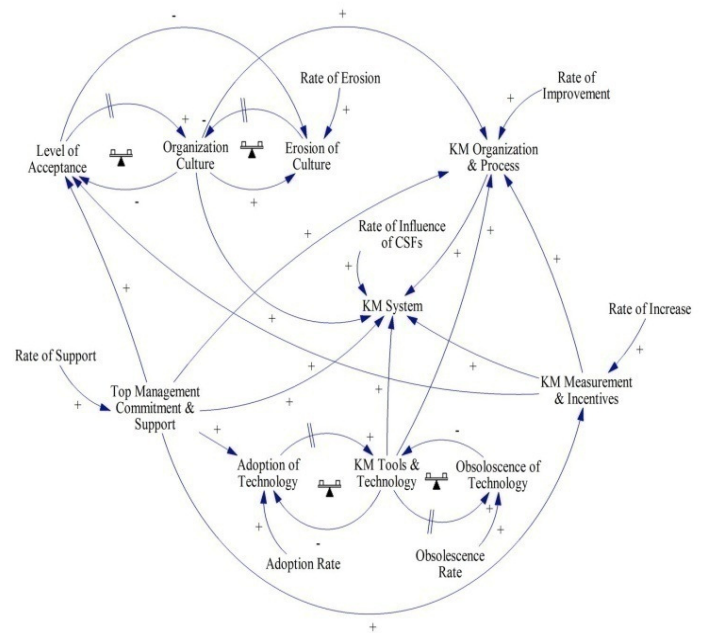 -
+
Rate of Erosion
Rate of
Improvement
+
+
+
-
Level of
Acceptance
Organization
Culture
Erosion of
Culture
KM Organization
& Process
-
+
+
+
Rate of Influence
of CSFs
+
+
+
+
KM System
Rate of Increase
+
+
Rate of Support
+
+
+
+
Top Management
Commitment &
Support
KM Measurement
& Incentives
+
+
+
-
Adoption of
Technology
KM Tools &
Technology
Obsoloscence of
Technology
+
+
+
-
Adoption Rate
Obsolescence
Rate
+